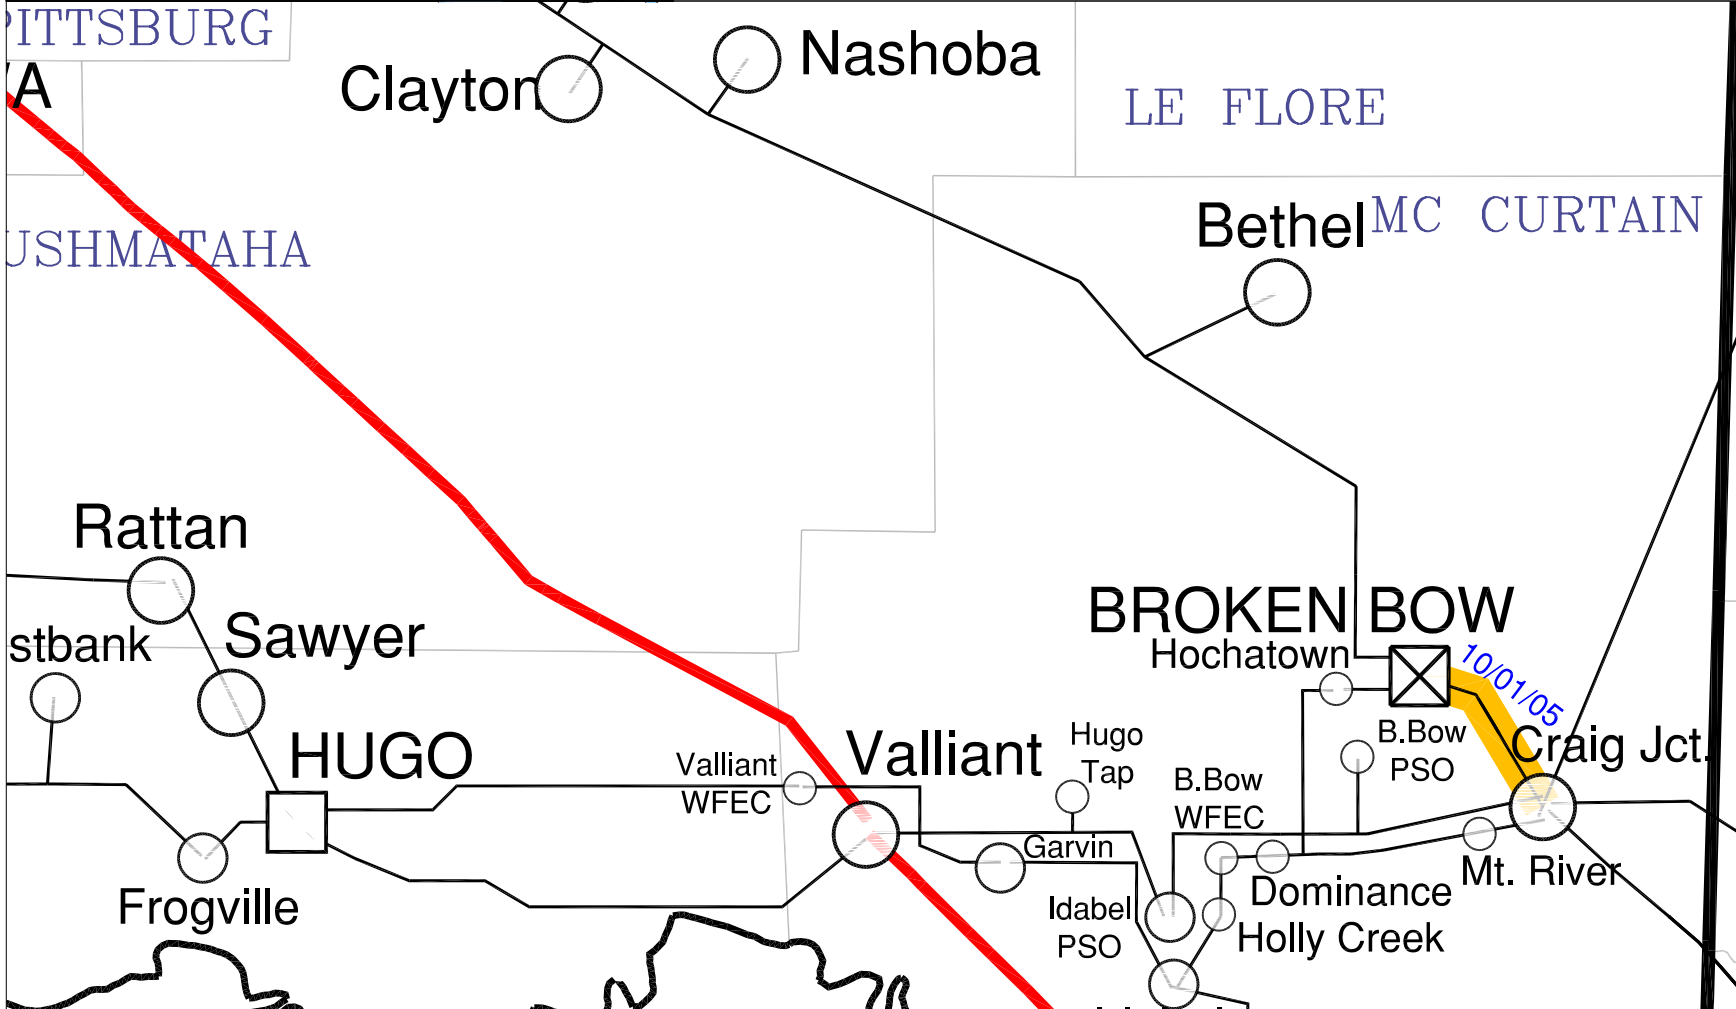 PITTSBURG
A
Clayton
Nashoba
LE FLORE
Bethel
MC CURTAIN
USHMATAHA
Rattan
stbank
Sawyer
BROKEN BOW
Hochatown
10/01/05
HUGO
Valliant
WFEC
Valliant
Hugo
Tap
B.Bow
PSO
Craig Jct.
B.Bow
WFEC
Garvin
Frogville
Idabel
PSO
Dominance
Mt. River
Holly Creek